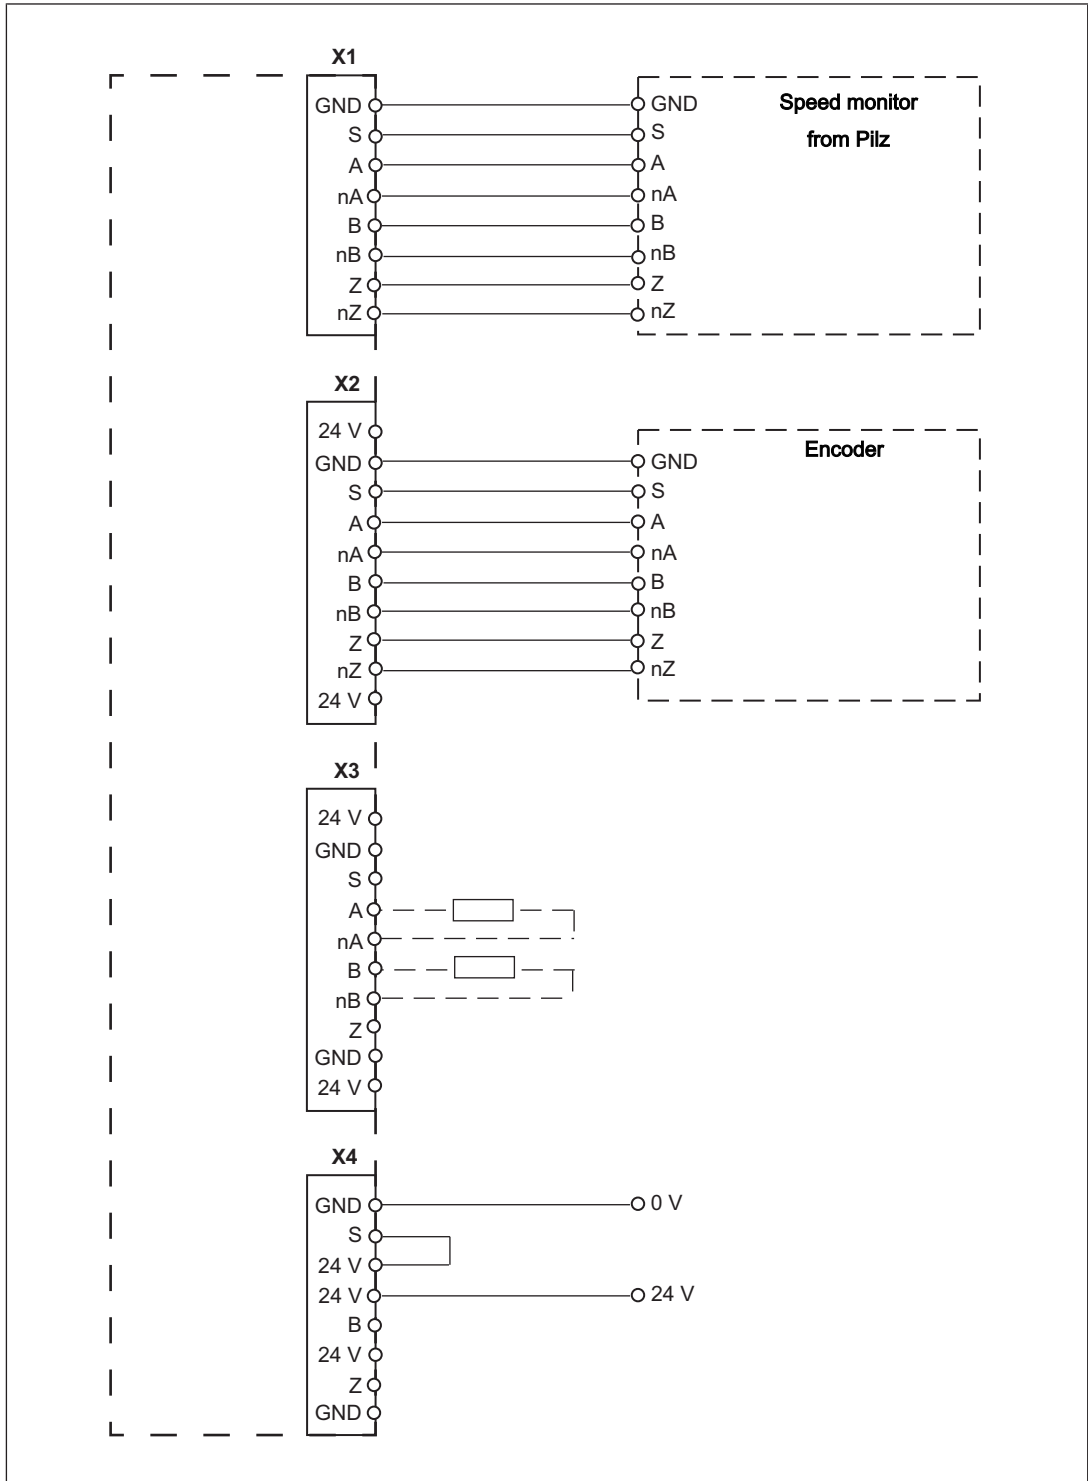 X1
GND GND Speed monitor
S S from Pilz
A A
nA nA
B B
nB nB
Z Z
nZ nZ
X2
24 V
GND GND Encoder
S S
A A
nA nA
B B
nB nB
Z Z
nZ nZ
24 V
X3
24 V
GND
S
A
nA
B
nB
Z
GND
24 V
X4
GND 0 V
S
24 V
24 V 24 V
B
24 V
Z
GND